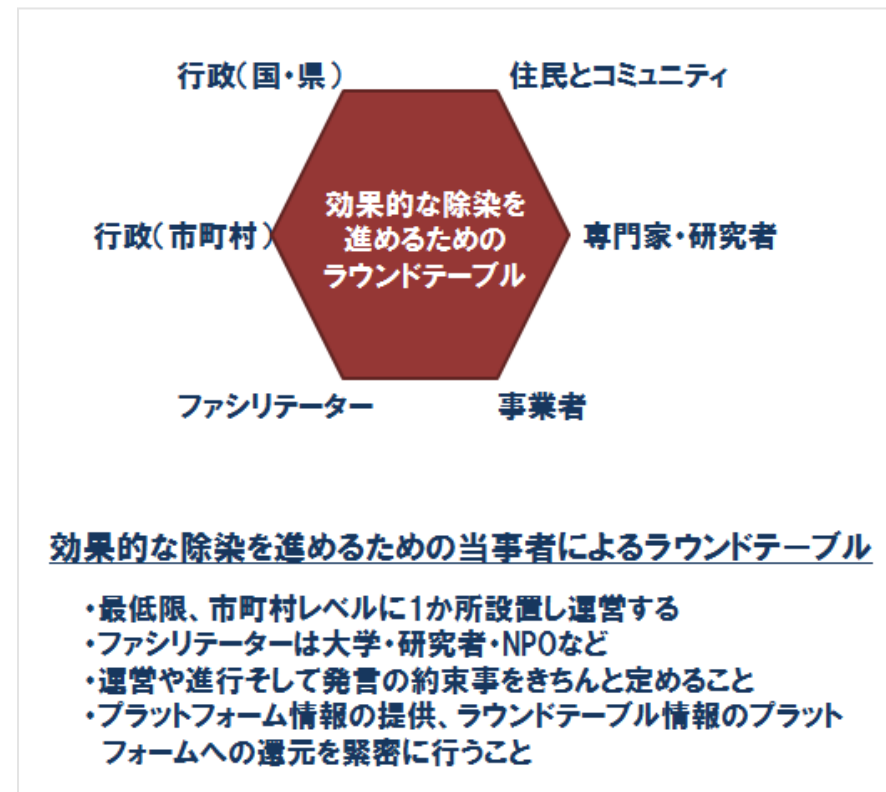 行政(国・県)
住民とコミュニティ
効果的な除染を
進めるための
ラウンドテーブル
行政(市町村)
専門家・研究者
ファシリテーター
事業者
効果的な除染を進めるための当事者によるラウンドテーブル
・最低限、市町村レベルに1か所設置し運営する
・ファシリテーターは大学・研究者・NPOなど
・運営や進行そして発言の約束事をきちんと定めること
・プラットフォーム情報の提供、ラウンドテーブル情報のプラット
フォームへの還元を緊密に行うこと